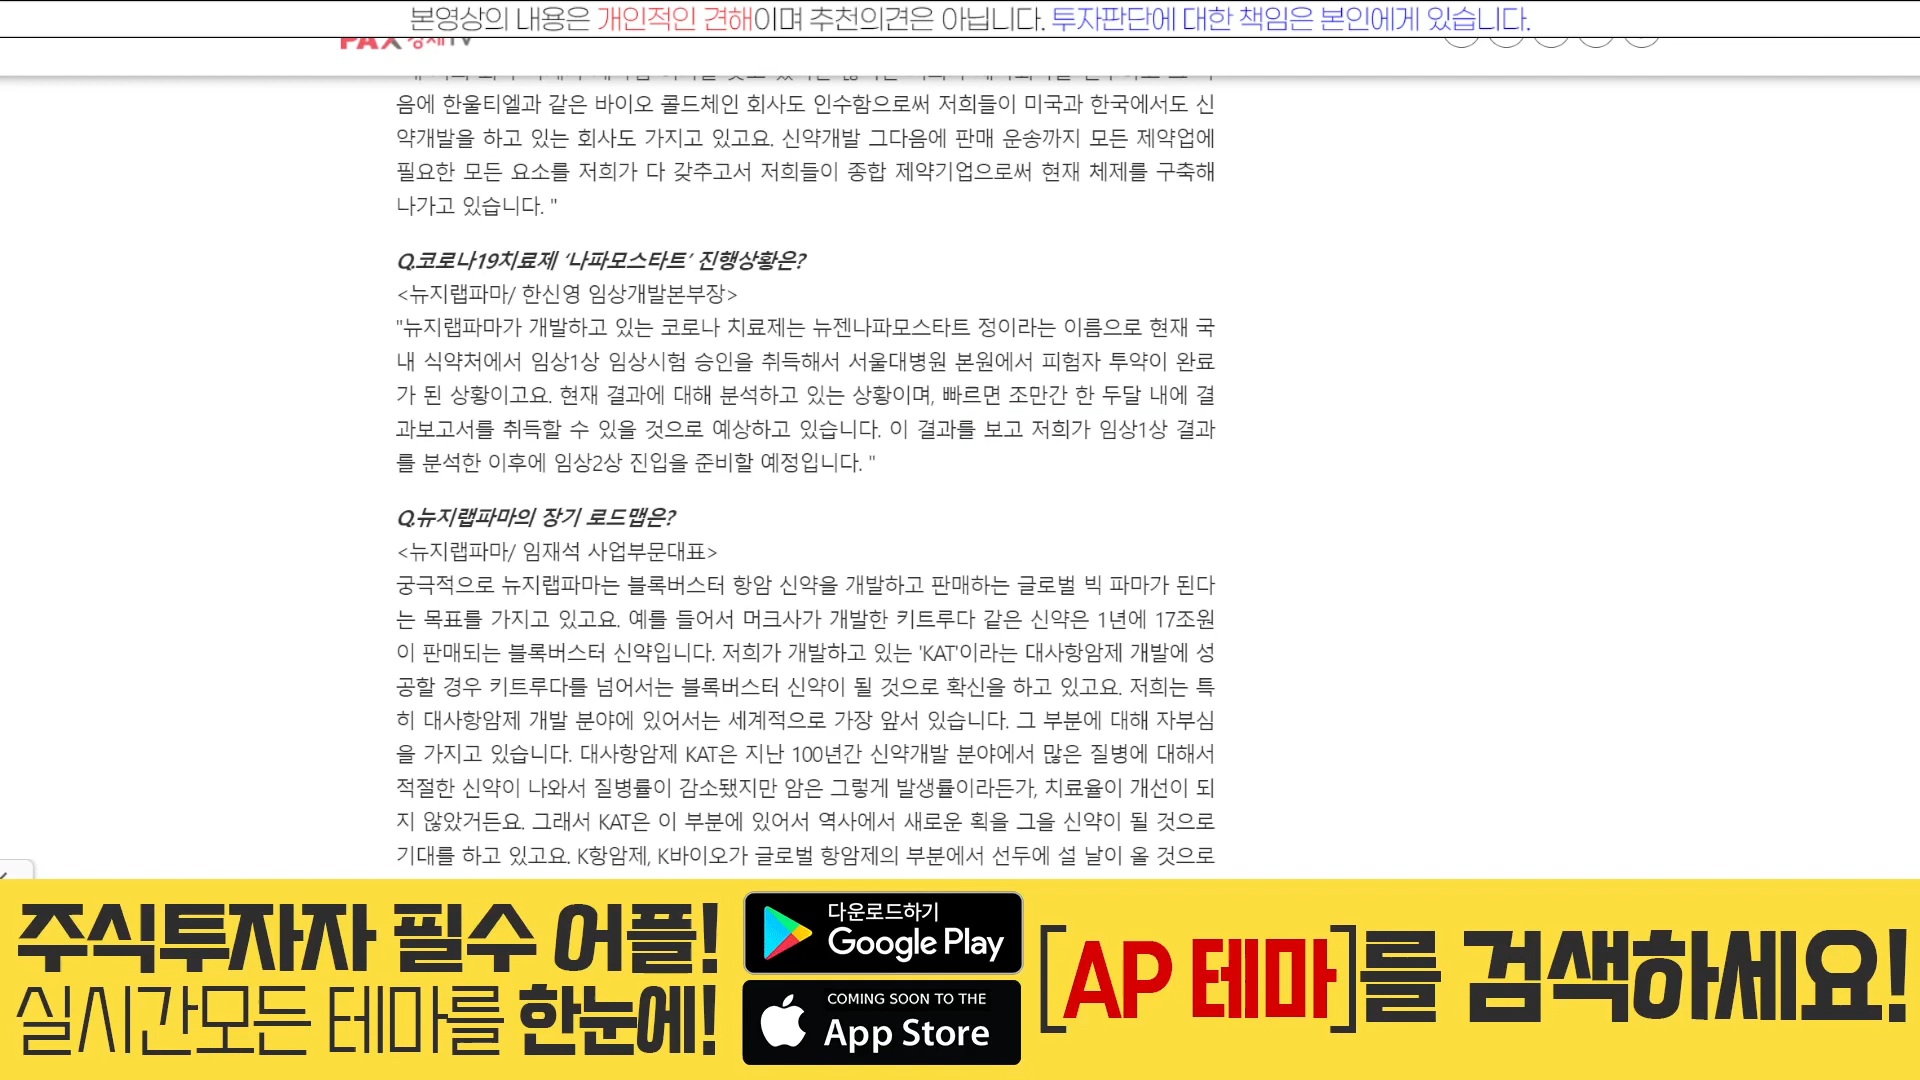 본영상의 내용은 개인적인 견해이며 추천의견은 아닙니다. 투자판단에 대한 책임은 본인에게 있습니다.
PAX경제TV
음에 한울티엘과 같은 바이오 콜드체인 회사도 인수함으로써 저희들이 미국과 한국에서도 신
약개발을 하고 있는 회사도 가지고 있고요. 신약개발 그다음에 판매 운송까지 모든 제약업에
필요한 모든 요소를 저희가 다 갖추고서 저희들이 종합 제약기업으로써 현재 체제를 구축해
나가고 있습니다. "
Q.코로나19치료제 ‘나파모스타트’ 진행상황은?
<뉴지랩파마/ 한신영 임상개발본부장>
"뉴지랩파마가 개발하고 있는 코로나 치료제는 뉴젠나파모스타트 정이라는 이름으로 현재 국
내 식약처에서 임상1상 임상시험 승인을 취득해서 서울대병원 본원에서 피험자 투약이 완료
가 된 상황이고요. 현재 결과에 대해 분석하고 있는 상황이며, 빠르면 조만간 한 두달 내에 결
과보고서를 취득할 수 있을 것으로 예상하고 있습니다. 이 결과를 보고 저희가 임상1상 결과
를 분석한 이후에 임상2상 진입을 준비할 예정입니다. "
Q.뉴지랩파마의 장기 로드맵은?
<뉴지랩파마/ 임재석 사업부문대표>
궁극적으로 뉴지랩파마는 블록버스터 항암 신약을 개발하고 판매하는 글로벌 빅 파마가 된다
는 목표를 가지고 있고요. 예를 들어서 머크사가 개발한 키트루다 같은 신약은 1년에 17조원
이 판매되는 블록버스터 신약입니다. 저희가 개발하고 있는 'KAT'이라는 대사항암제 개발에 성
공할 경우 키트루다를 넘어서는 블록버스터 신약이 될 것으로 확신을 하고 있고요. 저희는 특
히 대사항암제 개발 분야에 있어서는 세계적으로 가장 앞서 있습니다. 그 부분에 대해 자부심
을 가지고 있습니다. 대사항암제 KAT은 지난 100년간 신약개발 분야에서 많은 질병에 대해서
적절한 신약이 나와서 질병률이 감소됐지만 암은 그렇게 발생률이라든가, 치료율이 개선이 되
지 않았거든요. 그래서 KAT은 이 부분에 있어서 역사에서 새로운 획을 그을 신약이 될 것으로
기대를 하고 있고요. K항암제, K바이오가 글로벌 항암제의 부분에서 선두에 설 날이 올 것으로
주식투자자 필수 어플!
실시간모든 테마를 한눈에!
다운로드하기
Google Play
COMING SOON TO THE
App Store
[AP 테마]를 검색하세요!